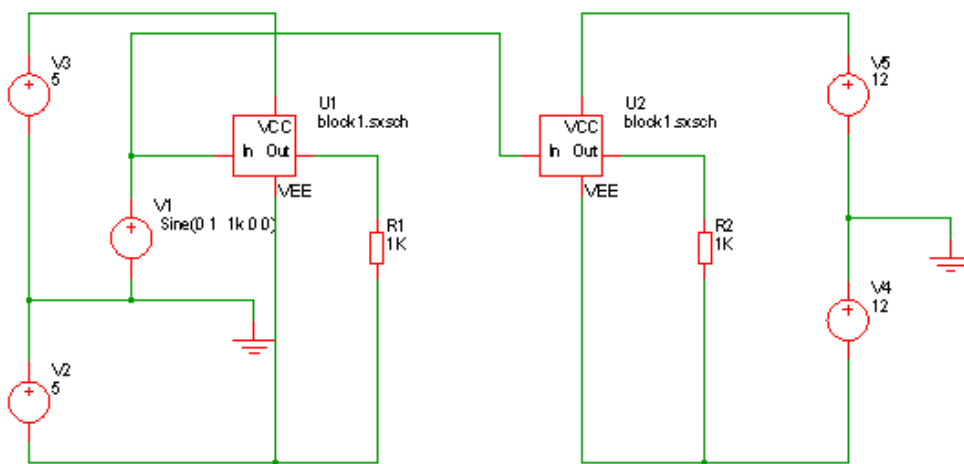 V3
5
V5
12
U1
block1.sxsch
U2
block1.sxsch
VCC
In Out
VEE
VCC
In Out
VEE
V1
Sine(0 1 1k 0 0)
R1
1K
R2
1K
V4
12
V2
5